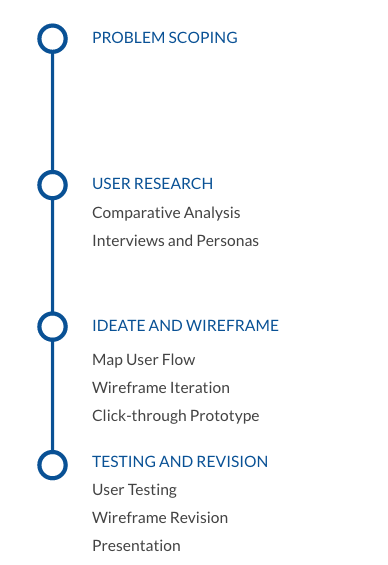 PROBLEM SCOPING
USER RESEARCH
Comparative Analysis
Interviews and Personas
IDEATE AND WIREFRAME
Map User Flow
Wireframe Iteration
Click-through Prototype
TESTING AND REVISION
User Testing
Wireframe Revision
Presentation